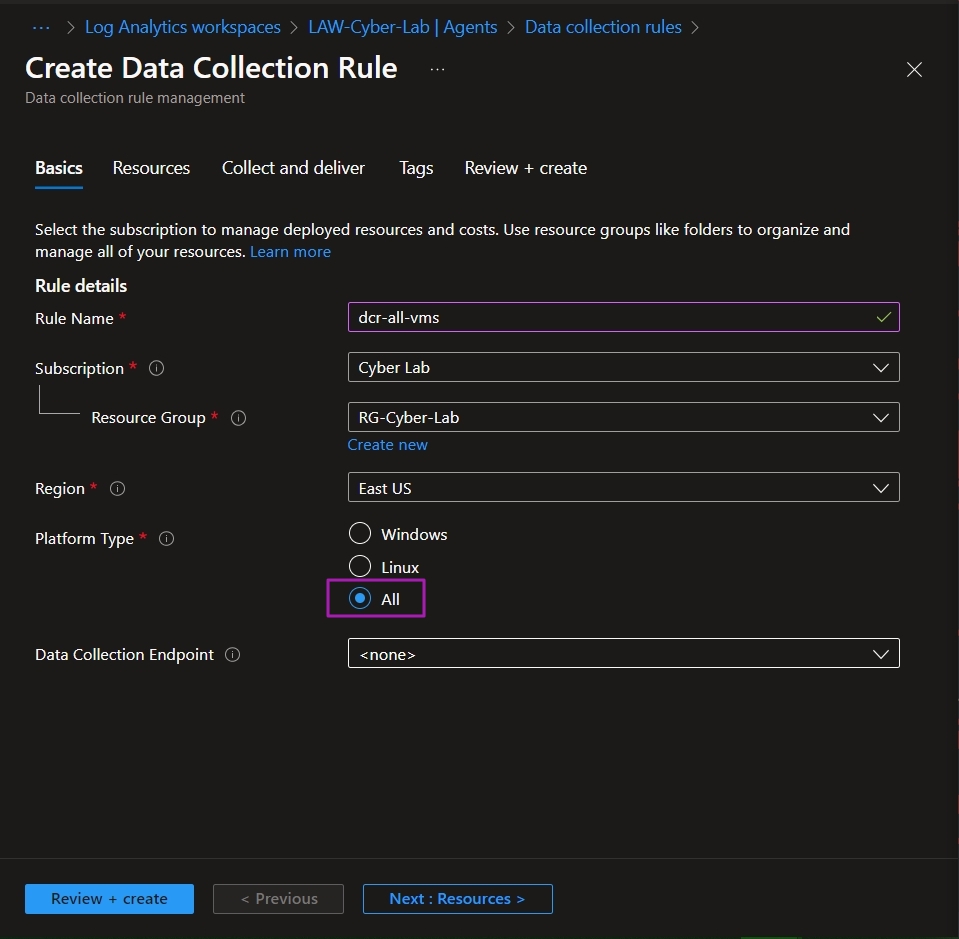 ··· > Log Analytics workspaces > LAW-Cyber-Lab | Agents > Data collection rules >
Create Data Collection Rule ···
Data collection rule management
Basics Resources Collect and deliver Tags Review + create
Select the subscription to manage deployed resources and costs. Use resource groups like folders to organize and
manage all of your resources. Learn more
Rule details
Rule Name * dcr-all-vms
Subscription * Cyber Lab
Resource Group * RG-Cyber-Lab
Create new
Region * East US
Platform Type * Windows
Linux
All
Data Collection Endpoint <none>
Review + create < Previous Next : Resources >